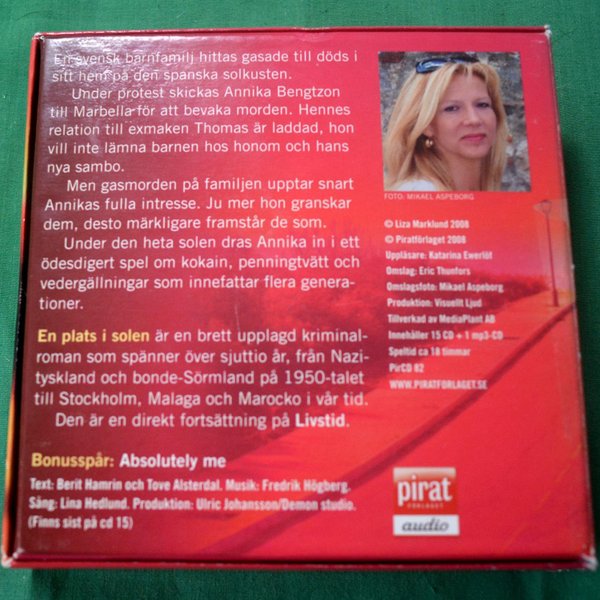 En svensk barnfamilj hittas gasade till döds i
sitt hem på den spanska solkusten.
Under protest skickas Annika Bengtzon
till Marbella för att bevaka morden. Hennes
relation till exmaken Thomas är laddad, hon
vill inte lämna barnen hos honom och hans
nya sambo.
Men gasmorden på familjen upptar snart
Annikas fulla intresse. Ju mer hon granskar
dem, desto märkligare framstår de som.
Under den heta solen dras Annika in i ett
ödesdigert spel om kokain, penningtvätt och
vedergällningar som innefattar flera genera-
tioner.
En plats i solen är en brett upplagd kriminal-
roman som spänner över sjuttio år, från Nazi-
tyskland och bonde-Sörmland på 1950-talet
till Stockholm, Malaga och Marocko i vår tid.
Den är en direkt fortsättning på Livstid.
Bonusspår: Absolutely me
Text: Berit Hamrin och Tove Alsterdal. Musik: Fredrik Högberg.
Sång: Lina Hedlund. Produktion: Ulric Johansson/Demon studio.
(Finns sist på cd 15)
FOTO: MIKAEL ASPEBORG
© Liza Marklund 2008
© Piratförlaget 2008
Uppläsare: Katarina Ewerlöf
Omslag: Eric Thunfors
Omslagsfoto: Mikael Aspeborg
Produktion: Visuellt Ljud
Tillverkad av MediaPlant AB
Innehåller 15 CD + 1 mp3-CD
Speltid ca 18 timmar
PirCD 82
WWW.PIRATFORLAGET.SE
pirat
FÖRLAGET
audio